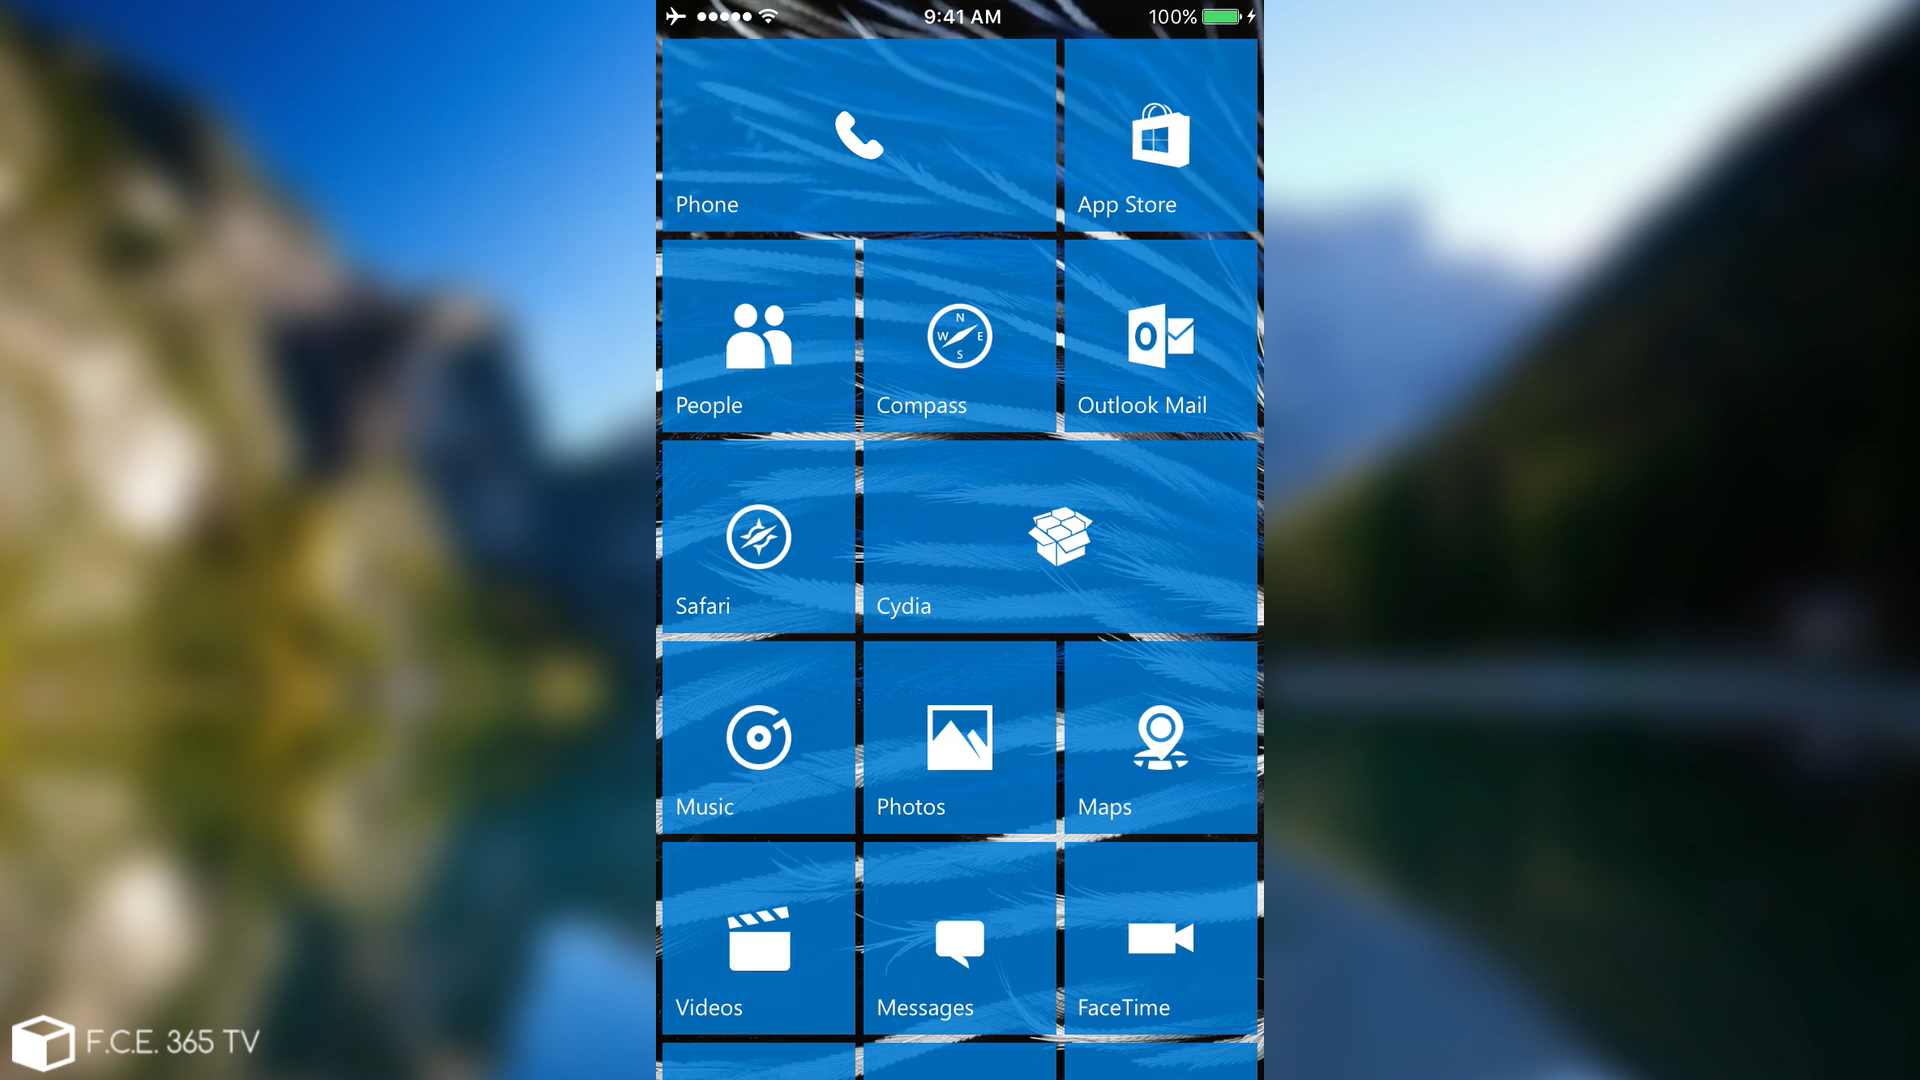 9:41 AM
100%
Phone
App Store
People
N
W E
S
Compass
O
Outlook Mail
Safari
Cydia
Music
Photos
Maps
Videos
Messages
FaceTime
F.C.E. 365 TV